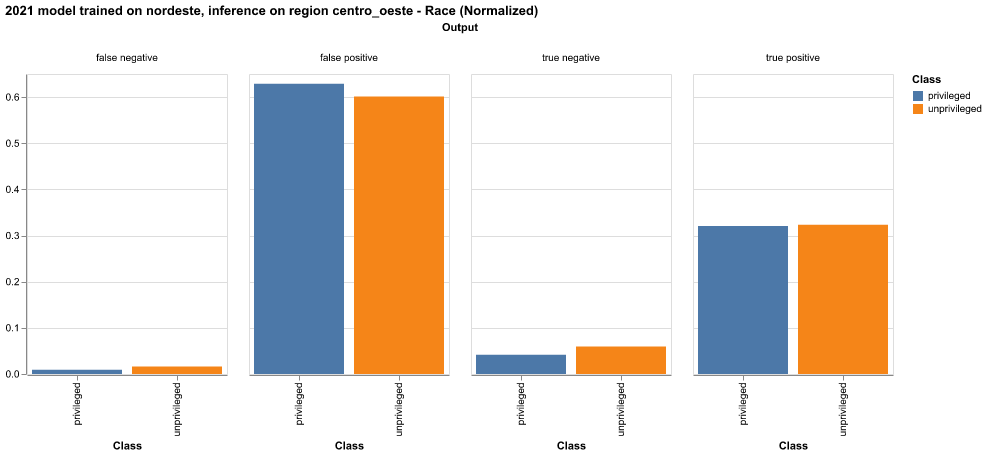 2021 model trained on nordeste, inference on region centro_oeste - Race (Normalized)
Output
false negative
false positive
true negative
true positive
0.6
0.5
0.4
0.3
0.2
0.1
0.0
privileged
unprivileged
privileged
unprivileged
privileged
unprivileged
privileged
unprivileged
Class
Class
Class
Class
Class
privileged
unprivileged